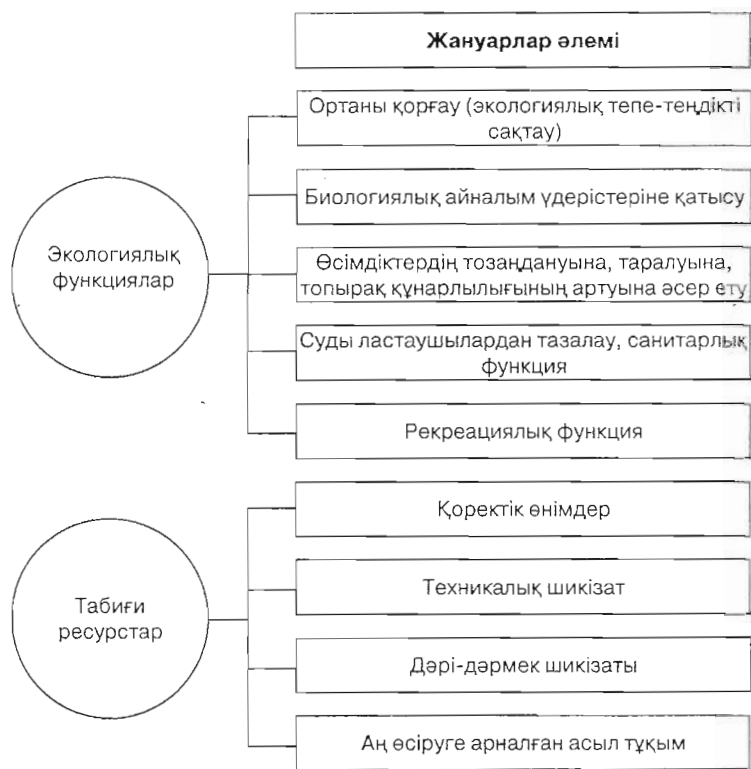 Жануарлар әлемі
Экологиялық
функциялар
Ортаны қорғау (экологиялық тепе-теңдікті
сақтау)
Биологиялық айналым үдерістеріне қатысу
Өсімдіктердің тозаңдануына, таралуына,
топырақ құнарлылығының артуына әсер ету
Суды ластаушылардан тазалау, санитарлық
функция
Рекреациялық функция
Табиғи
ресурстар
Қоректік өнімдер
Техникалық шикізат
Дәрі-дәрмек шикізаты
Аң өсіруге арналған асыл тұқым